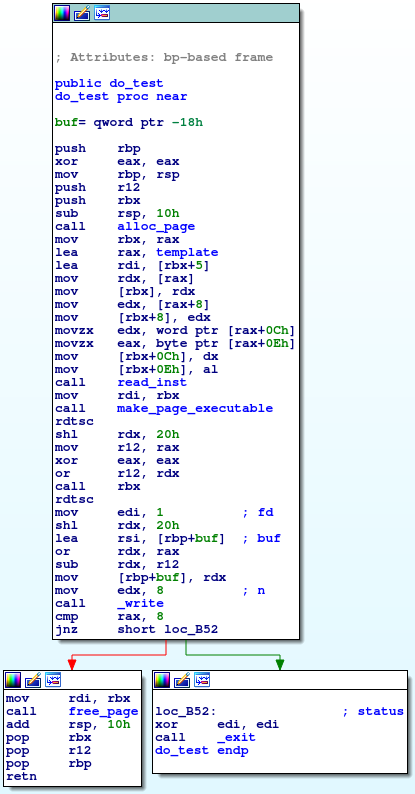 ; Attributes: bp-based frame
public do_test
do_test proc near
buf= qword ptr -18h
push rbp
xor eax, eax
mov rbp, rsp
push r12
push rbx
sub rsp, 10h
call alloc_page
mov rbx, rax
lea rax, template
lea rdi, [rbx+5]
mov rdx, [rax]
mov [rbx], rdx
mov edx, [rax+8]
mov [rbx+8], edx
movzx edx, word ptr [rax+0Ch]
movzx eax, byte ptr [rax+0Eh]
mov [rbx+0Ch], dx
mov [rbx+0Eh], al
call read_inst
mov rdi, rbx
call make_page_executable
rdtsc
shl rdx, 20h
mov r12, rax
xor eax, eax
or r12, rdx
call rbx
rdtsc
mov edi, 1 ; fd
shl rdx, 20h
lea rsi, [rbp+buf] ; buf
or rdx, rax
sub rdx, r12
mov [rbp+buf], rdx
mov edx, 8 ; n
call _write
cmp rax, 8
jnz short loc_B52
mov rdi, rbx
call free_page
add rsp, 10h
pop rbx
pop r12
pop rbp
retn
loc_B52: ; status
xor edi, edi
call _exit
do_test endp